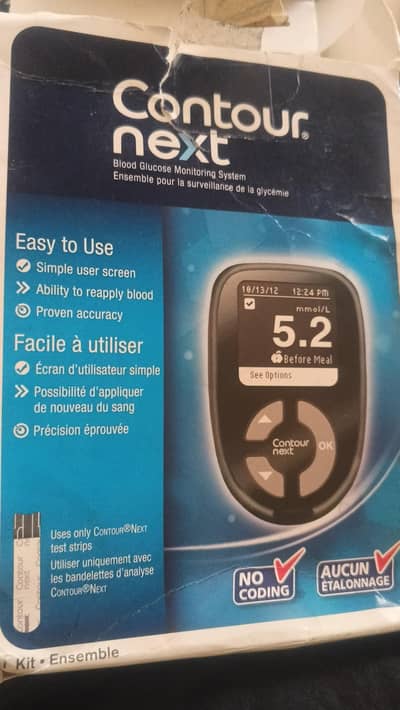 Contour®
next
Blood Glucose Monitoring System
Ensemble pour la surveillance de la glycémie
Easy to Use
Simple user screen
Ability to reapply blood
Proven accuracy
Facile à utiliser
Écran d'utilisateur simple
Possibilité d'appliquer
de nouveau du sang
Précision éprouvée
10/13/12 12:24 PM
mmol/L
5.2
Before Meal
See Options
Contour
next
OK
Contour
next
Uses only CONTOUR®NEXT
test strips
Utiliser uniquement avec
les bandelettes d'analyse
CONTOUR®NEXT
NO
CODING
AUCUN
ÉTALONNAGE
Kit • Ensemble